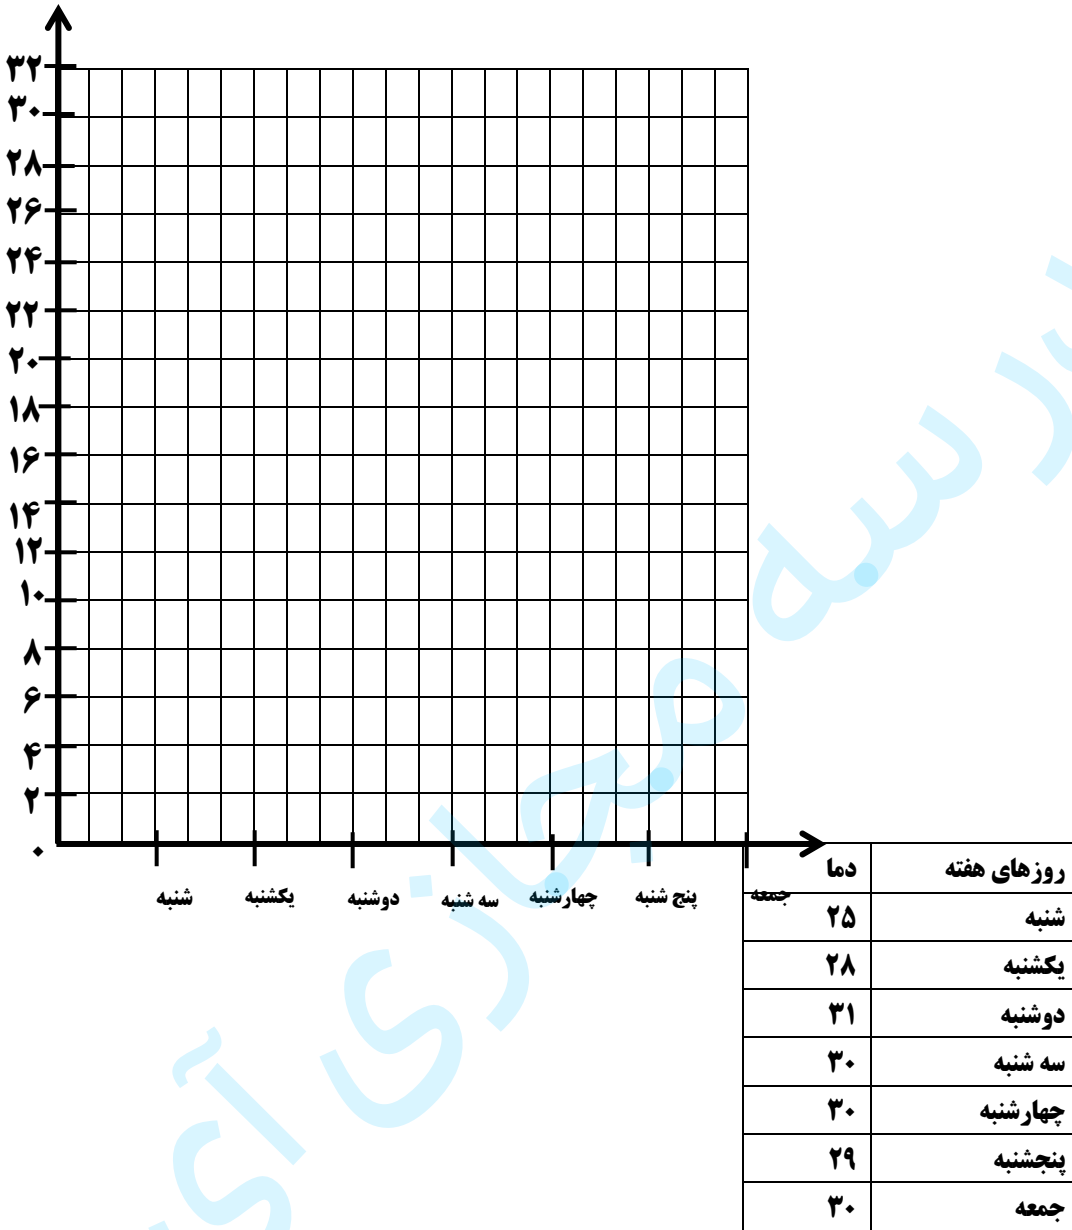 ۳۲
۳۰
۲۸
۲۶
۲۴
۲۲
۲۰
۱۸
۱۶
۱۴
۱۲
۱۰
۸
۶
۴
۲
۰
شنبه یکشنبه دوشنبه سه شنبه چهارشنبه پنج شنبه جمعه
روزهای هفته دما
شنبه ۲۵
یکشنبه ۲۸
دوشنبه ۳۱
سه شنبه ۳۰
چهارشنبه ۳۰
پنجشنبه ۲۹
جمعه ۳۰
مجازی